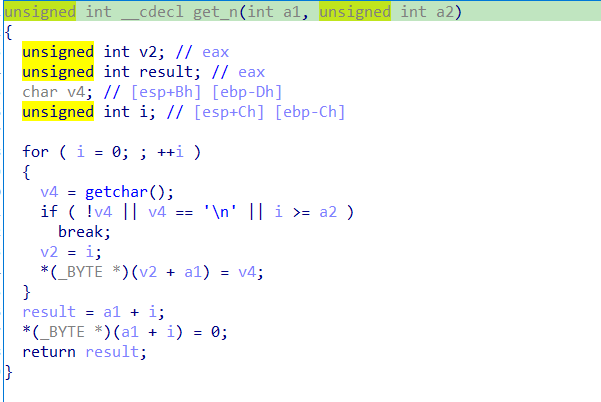 unsigned int __cdecl get_n(int a1, unsigned int a2)
{
  unsigned int v2; // eax
  unsigned int result; // eax
  char v4; // [esp+Bh] [ebp-Dh]
  unsigned int i; // [esp+Ch] [ebp-Ch]

  for ( i = 0; ; ++i )
  {
    v4 = getchar();
    if ( !v4 || v4 == '\n' || i >= a2 )
      break;
    v2 = i;
    *(_BYTE *)(v2 + a1) = v4;
  }
  result = a1 + i;
  *(_BYTE *)(a1 + i) = 0;
  return result;
}